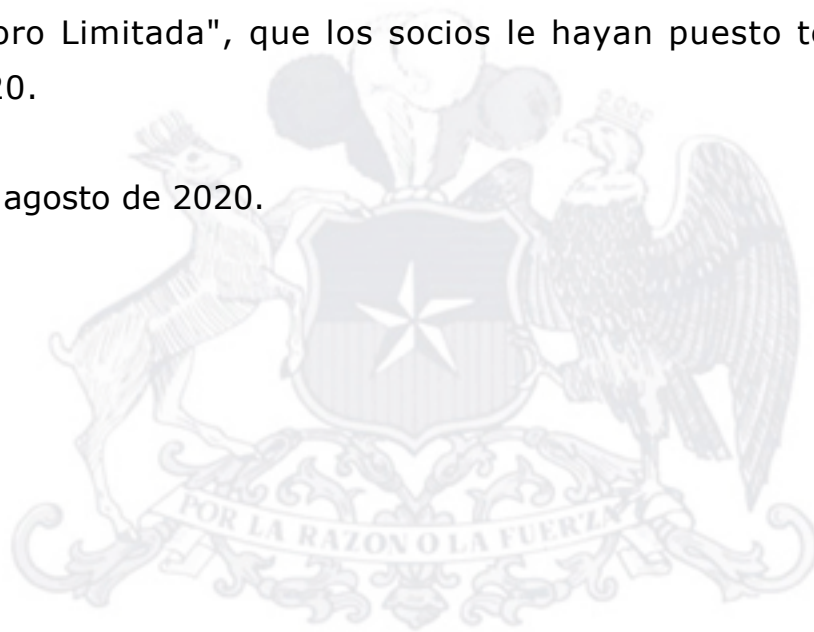 oro Limitada", que los socios le hayan puesto
20.
agosto de 2020.
POR LA RAZON O LA FUERZA